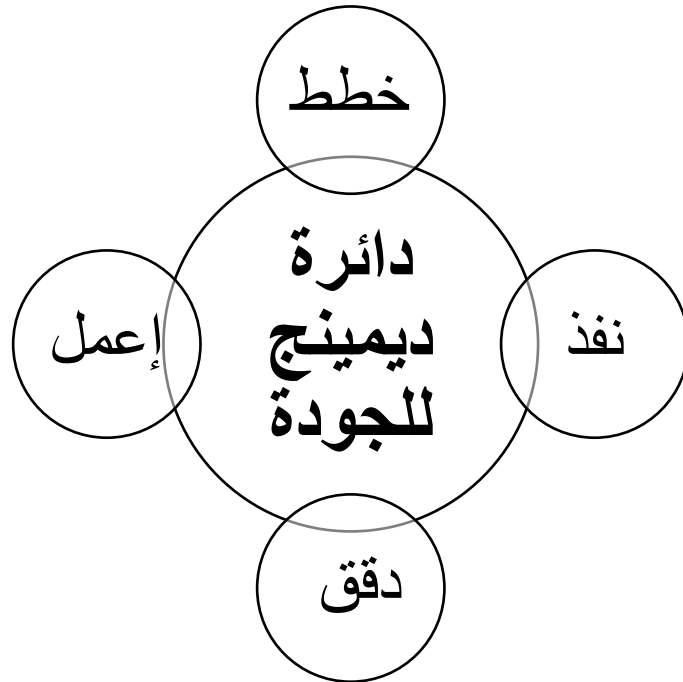 خطط
دائرة
ديمينج
للجودة
نفذ
دقق
إعمل